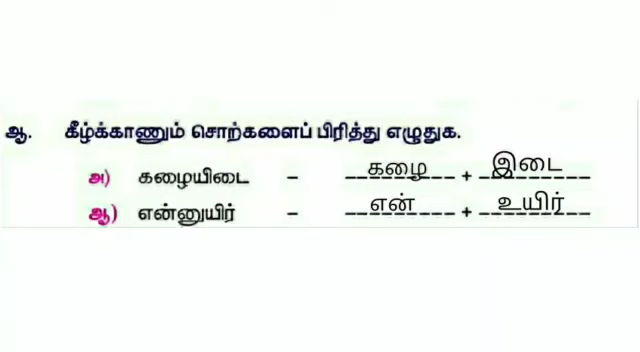 ஆ. கீழ்க்காணும் சொற்களைப் பிரித்து எழுதுக.
அ) கழையிடை – கழை + இடை
ஆ) என்னுயிர் – என் + உயிர்